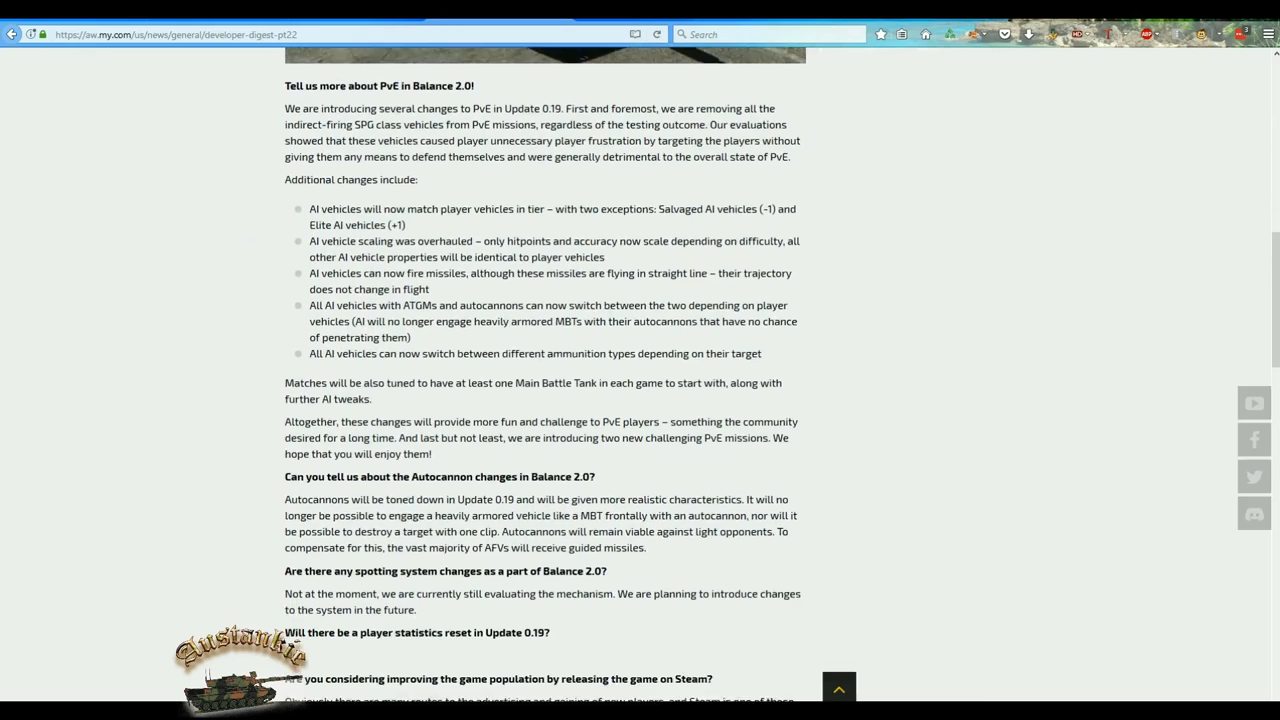 https://aw.my.com/us/news/general/developer-digest-pt22
Search
Tell us more about PvE in Balance 2.0!
We are introducing several changes to PvE in Update 0.19. First and foremost, we are removing all the
indirect-firing SPG class vehicles from PvE missions, regardless of the testing outcome. Our evaluations
showed that these vehicles caused player unnecessary player frustration by targeting the players without
giving them any means to defend themselves and were generally detrimental to the overall state of PvE.
Additional changes include:
AI vehicles will now match player vehicles in tier – with two exceptions: Salvaged AI vehicles (-1) and
Elite AI vehicles (+1)
AI vehicle scaling was overhauled – only hitpoints and accuracy now scale depending on difficulty, all
other AI vehicle properties will be identical to player vehicles
AI vehicles can now fire missiles, although these missiles are flying in straight line – their trajectory
does not change in flight
All AI vehicles with ATGMs and autocannons can now switch between the two depending on player
vehicles (AI will no longer engage heavily armored MBTs with their autocannons that have no chance
of penetrating them)
All AI vehicles can now switch between different ammunition types depending on their target
Matches will be also tuned to have at least one Main Battle Tank in each game to start with, along with
further AI tweaks.
Altogether, these changes will provide more fun and challenge to PvE players – something the community
desired for a long time. And last but not least, we are introducing two new challenging PvE missions. We
hope that you will enjoy them!
Can you tell us about the Autocannon changes in Balance 2.0?
Autocannons will be toned down in Update 0.19 and will be given more realistic characteristics. It will no
longer be possible to engage a heavily armored vehicle like a MBT frontally with an autocannon, nor will it
be possible to destroy a target with one clip. Autocannons will remain viable against light opponents. To
compensate for this, the vast majority of AFVs will receive guided missiles.
Are there any spotting system changes as a part of Balance 2.0?
Not at the moment, we are currently still evaluating the mechanism. We are planning to introduce changes
to the system in the future.
Will there be a player statistics reset in Update 0.19?
Austankie
Are you considering improving the game population by releasing the game on Steam?
Obviously there are many routes to the advertising and gaining of new players, and Steam is one of these